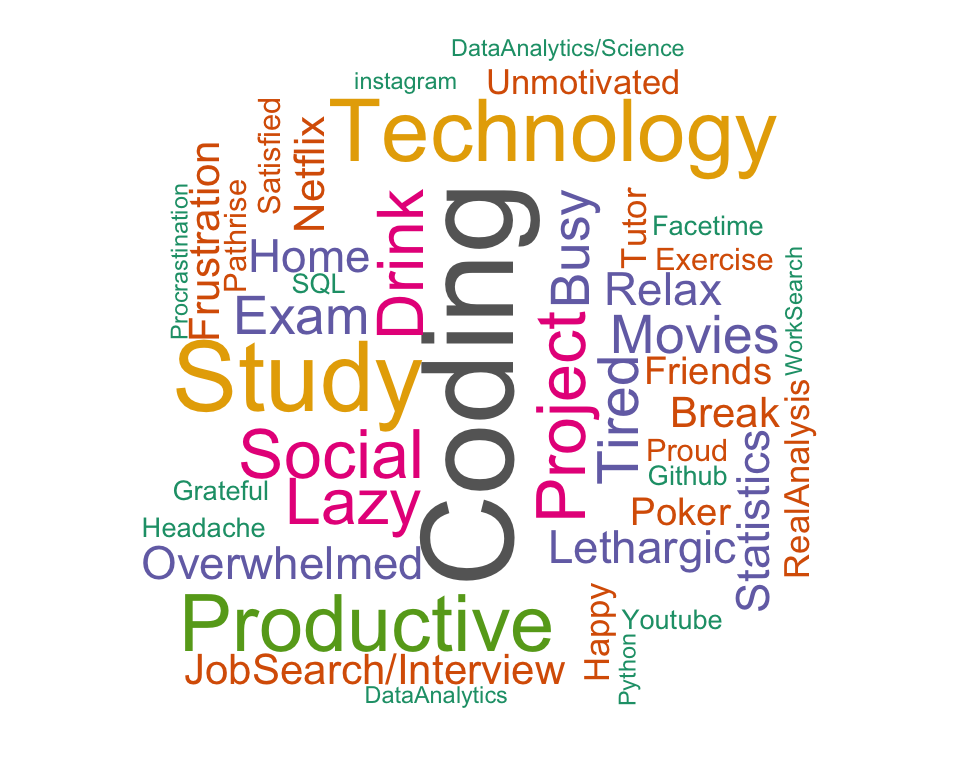 DataAnalytics/Science
instagram
Unmotivated
Technology
Satisfied
Netflix
Procrastination
Frustration
Pathrise
Home
SQL
Exam
Drink
Coding
Busy
Tutor
Facetime
Exercise
Relax
Movies
WorkSearch
Study
Project
Tired
Friends
Break
Proud
Github
Statistics
RealAnalysis
Social
Lazy
Grateful
Headache
Poker
Lethargic
Overwhelmed
Productive
Happy
Youtube
Python
JobSearch/Interview
DataAnalytics